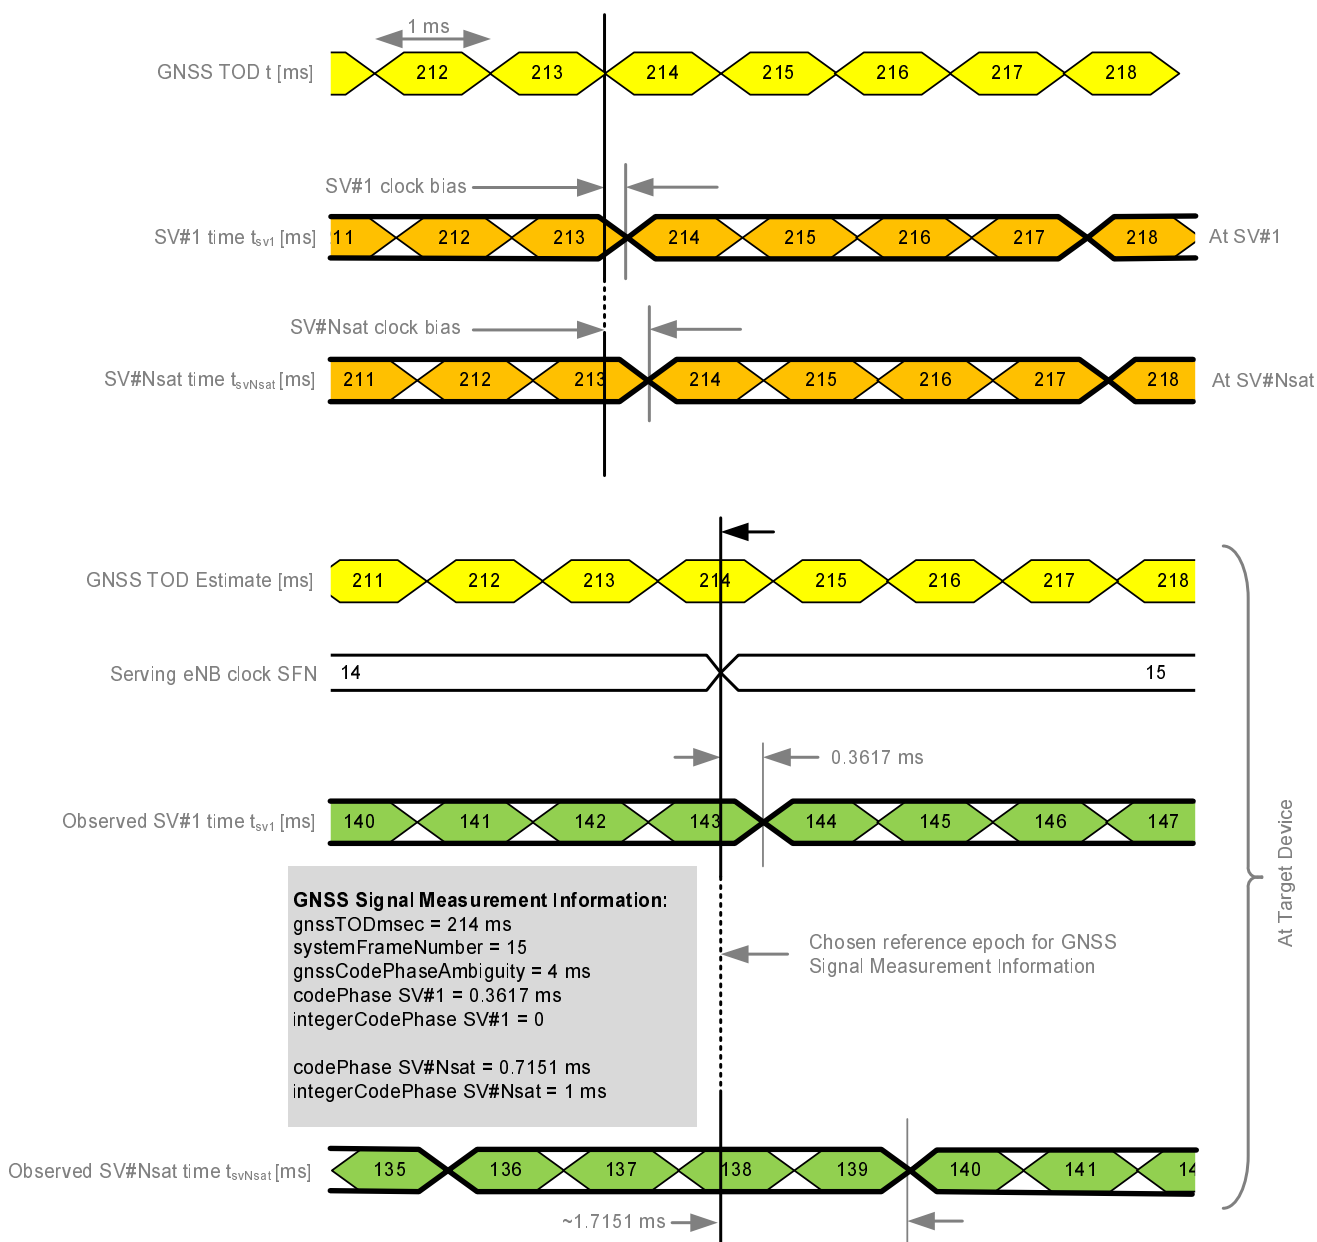 1 ms
GNSS TOD t [ms]
212 213 214 215 216 217 218
SV#1 clock bias
SV#1 time tsv1 [ms]
11 212 213 214 215 216 217 218
At SV#1
SV#Nsat clock bias
SV#Nsat time tsvNsat [ms]
211 212 213 214 215 216 217 218
At SV#Nsat
GNSS TOD Estimate [ms]
211 212 213 214 215 216 217 218
Serving eNB clock SFN
14 15
0.3617 ms
Observed SV#1 time tsv1 [ms]
140 141 142 143 144 145 146 147
GNSS Signal Measurement Information:
gnssTODmsec = 214 ms
systemFrameNumber = 15
gnssCodePhaseAmbiguity = 4 ms
codePhase SV#1 = 0.3617 ms
integerCodePhase SV#1 = 0
codePhase SV#Nsat = 0.7151 ms
integerCodePhase SV#Nsat = 1 ms
Chosen reference epoch for GNSS
Signal Measurement Information
At Target Device
Observed SV#Nsat time tsvNsat [ms]
135 136 137 138 139 140 141 14
~1.7151 ms